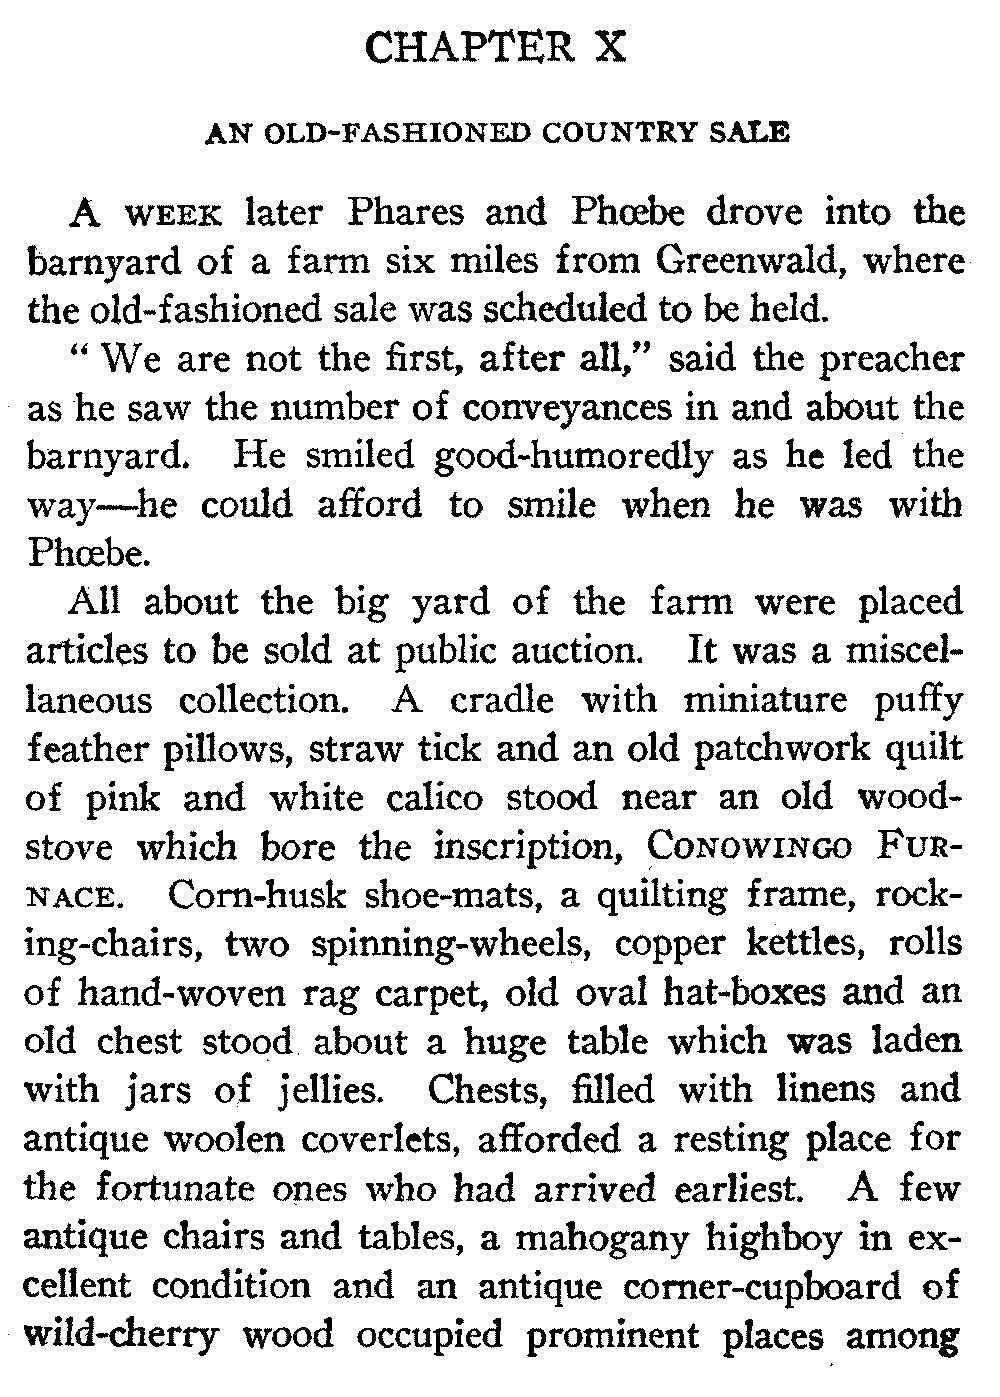 CHAPTER X
AN OLD-FASHIONED COUNTRY SALE
A WEEK later Phares and Phœbe drove into the
barnyard of a farm six miles from Greenwald, where
the old-fashioned sale was scheduled to be held.
“ We are not the first, after all,” said the preacher
as he saw the number of conveyances in and about the
barnyard. He smiled good-humoredly as he led the
way—he could afford to smile when he was with
Phœbe.
All about the big yard of the farm were placed
articles to be sold at public auction. It was a miscel-
laneous collection. A cradle with miniature puffy
feather pillows, straw tick and an old patchwork quilt
of pink and white calico stood near an old wood-
stove which bore the inscription, CONOWINGO FUR-
NACE. Corn-husk shoe-mats, a quilting frame, rock-
ing-chairs, two spinning-wheels, copper kettles, rolls
of hand-woven rag carpet, old oval hat-boxes and an
old chest stood about a huge table which was laden
with jars of jellies. Chests, filled with linens and
antique woolen coverlets, afforded a resting place for
the fortunate ones who had arrived earliest. A few
antique chairs and tables, a mahogany highboy in ex-
cellent condition and an antique corner-cupboard of
wild-cherry wood occupied prominent places among